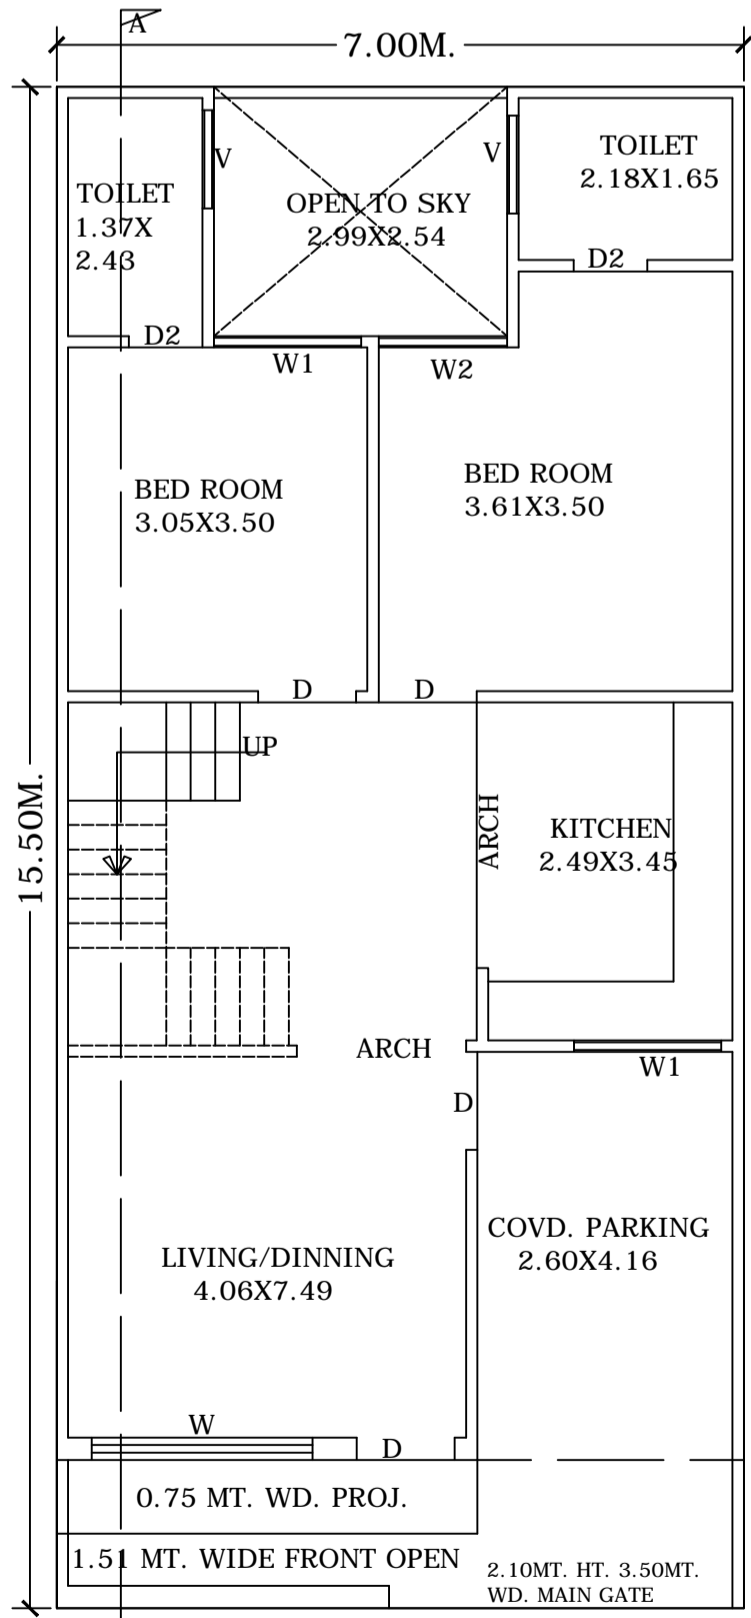 A
7.00M.
V
V
TOILET
2.18X1.65
TOILET
1.37X
2.43
OPEN TO SKY
2.99X2.54
D2
D2
W1
W2
BED ROOM
3.05X3.50
BED ROOM
3.61X3.50
D
D
UP
15.50M.
ARCH
KITCHEN
2.49X3.45
ARCH
W1
D
COVD. PARKING
2.60X4.16
LIVING/DINNING
4.06X7.49
W
D
0.75 MT. WD. PROJ.
1.51 MT. WIDE FRONT OPEN
2.10MT. HT. 3.50MT.
WD. MAIN GATE